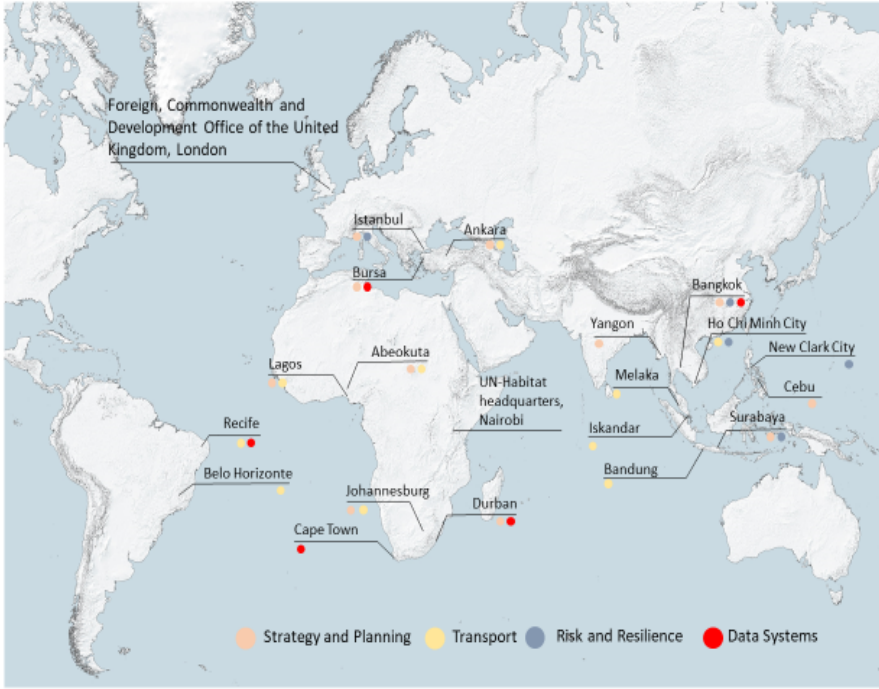 Foreign, Commonwealth and
Development Office of the United
Kingdom, London
Istanbul
Ankara
Bursa
Bangkok
Yangon
Ho Chi Minh City
New Clark City
Lagos
Abeokuta
UN-Habitat
headquarters,
Nairobi
Melaka
Cebu
Recife
Iskandar
Surabaya
Belo Horizonte
Bandung
Johannesburg
Durban
Cape Town
Strategy and Planning
Transport
Risk and Resilience
Data Systems